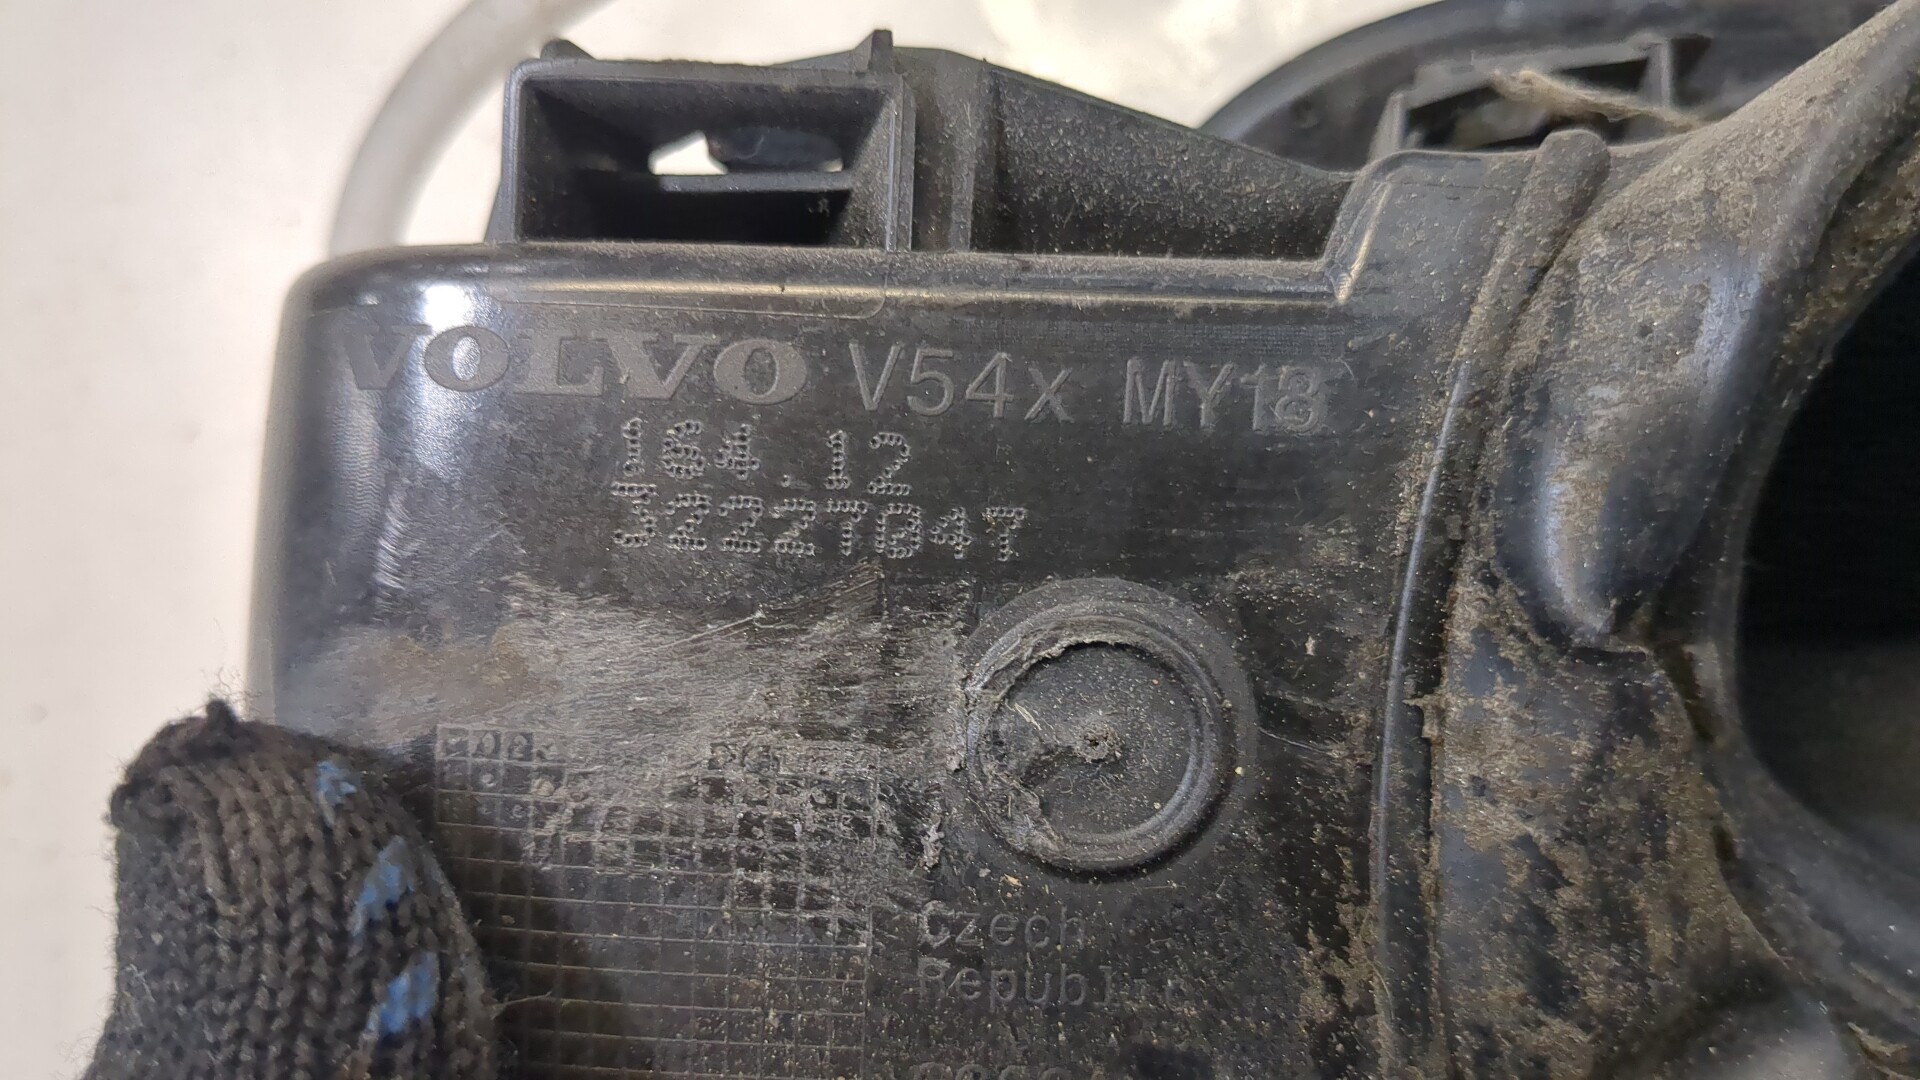 VOLVO V54x MY18
164.12
32227047
Czech
Republic